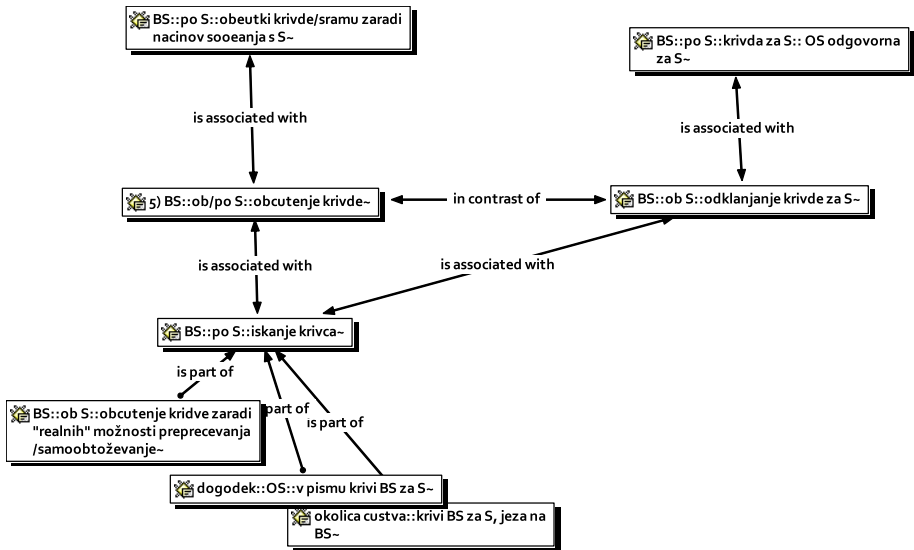 BS::po S::obeutki krivde/sramu zaradi
nacinov sooeanja s S~
BS::po S::krivda za S:: OS odgovorna
za S~
is associated with
is associated with
5) BS::ob/po S::obcutenje krivde~
in contrast of
BS::ob S::odklanjanje krivde za S~
is associated with
is associated with
BS::po S::iskanje krivca~
is part of
BS::ob S::obcutenje kridve zaradi
"realnih" možnosti preprecevanja
/samoobtoževanje~
part of
is part of
dogodek::OS::v pismu krivi BS za S~
okolica custva::krivi BS za S, jeza na
BS~